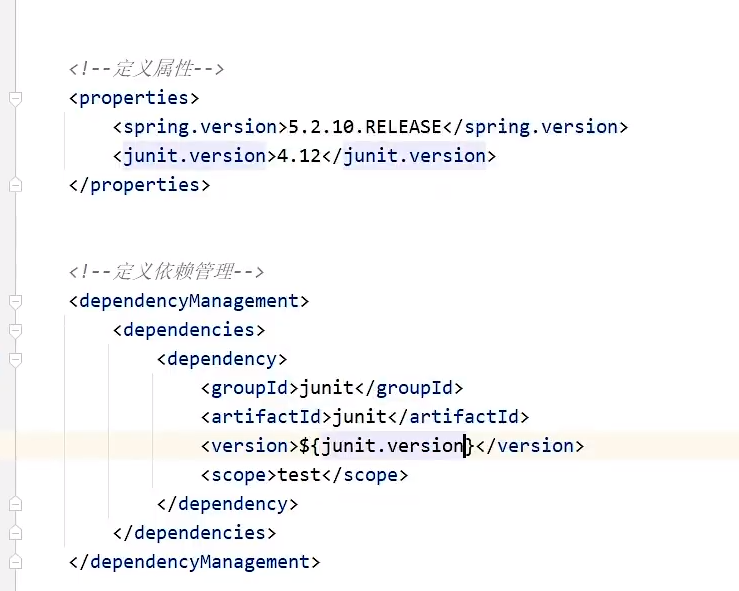 <!--定义属性-->
<properties>
<spring.version>5.2.10.RELEASE</spring.version>
<junit.version>4.12</junit.version>
</properties>
<!--定义依赖管理-->
<dependencyManagement>
<dependencies>
<dependency>
<groupId>junit</groupId>
<artifactId>junit</artifactId>
<version>${junit.version}</version>
<scope>test</scope>
</dependency>
</dependencies>
</dependencyManagement>